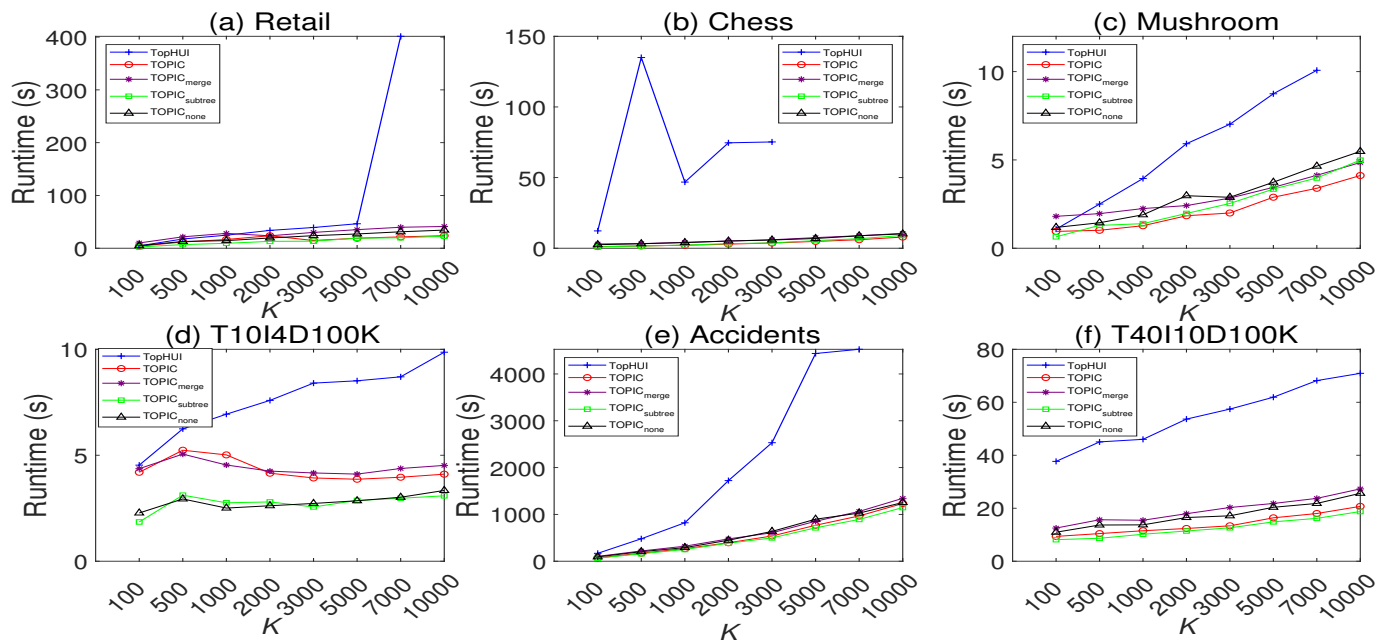 (a) Retail
Runtime (s)
400
300
200
100
0
TopHUI
TOPIC
TOPICmerge
TOPICsubtree
TOPICnone
100 500 1000 2000 3000 5000 7000 10000
K
(b) Chess
Runtime (s)
150
100
50
0
TopHUI
TOPIC
TOPICmerge
TOPICsubtree
TOPICnone
100 500 1000 2000 3000 5000 7000 10000
K
(c) Mushroom
Runtime (s)
10
5
0
TopHUI
TOPIC
TOPICmerge
TOPICsubtree
TOPICnone
100 500 1000 2000 3000 5000 7000 10000
K
(d) T10I4D100K
Runtime (s)
10
5
0
TopHUI
TOPIC
TOPICmerge
TOPICsubtree
TOPICnone
100 500 1000 2000 3000 5000 7000 10000
K
(e) Accidents
Runtime (s)
4000
3000
2000
1000
0
TopHUI
TOPIC
TOPICmerge
TOPICsubtree
TOPICnone
100 500 1000 2000 3000 5000 7000 10000
K
(f) T40I10D100K
Runtime (s)
80
60
40
20
0
TopHUI
TOPIC
TOPICmerge
TOPICsubtree
TOPICnone
100 500 1000 2000 3000 5000 7000 10000
K